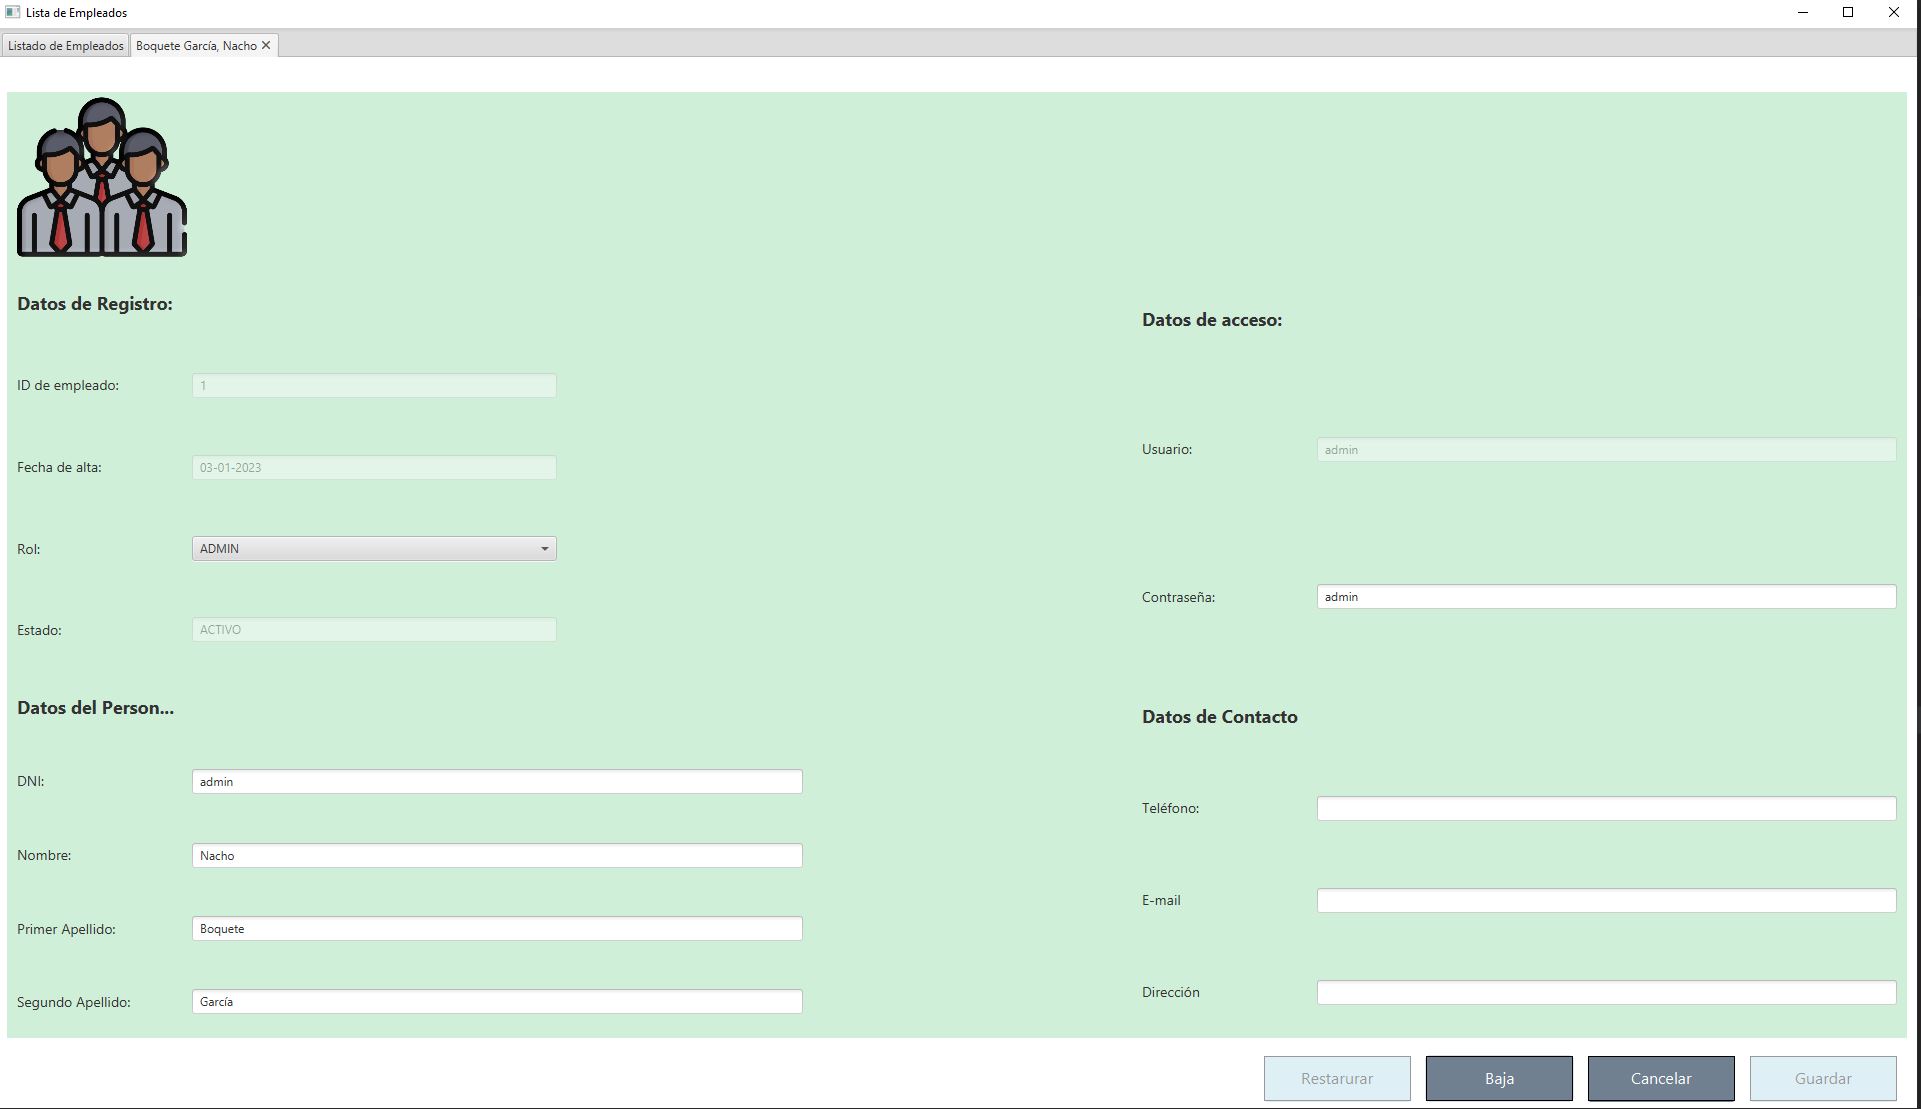 Lista de Empleados
Listado de Empleados
Boquete García, Nacho
Datos de Registro:
ID de empleado:
1
Fecha de alta:
03-01-2023
Rol:
ADMIN
Estado:
ACTIVO
Datos de acceso:
Usuario:
admin
Contraseña:
admin
Datos del Person...
DNI:
admin
Nombre:
Nacho
Primer Apellido:
Boquete
Segundo Apellido:
García
Datos de Contacto
Teléfono:
E-mail
Dirección
Restarurar
Baja
Cancelar
Guardar